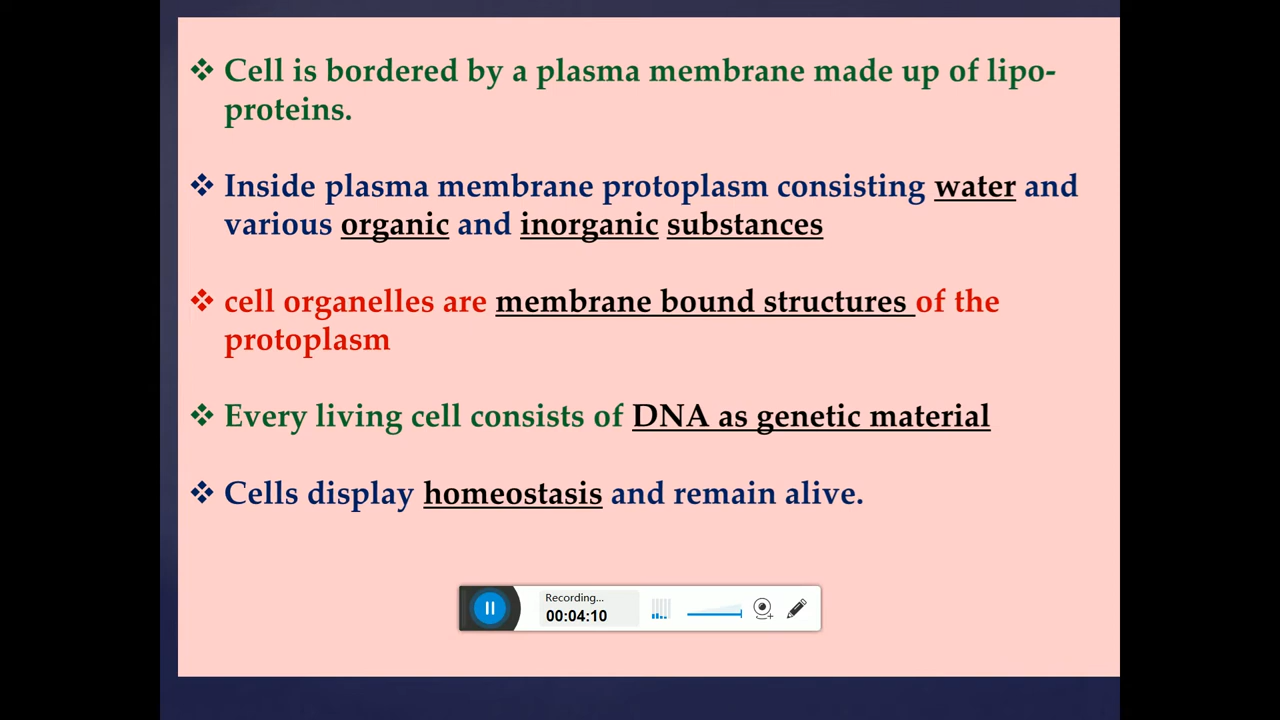 ❖ Cell is bordered by a plasma membrane made up of lipo-
proteins.
❖ Inside plasma membrane protoplasm consisting water and
various organic and inorganic substances
❖ cell organelles are membrane bound structures of the
protoplasm
❖ Every living cell consists of DNA as genetic material
❖ Cells display homeostasis and remain alive.
Recording...
00:04:10